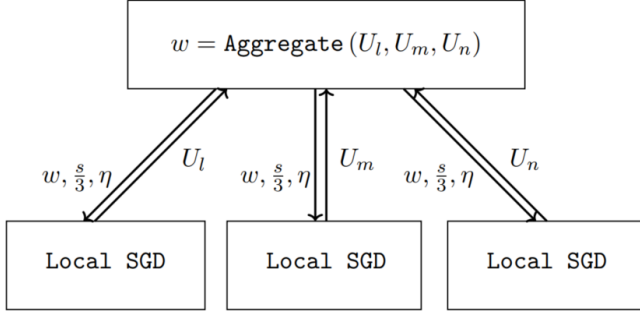 w = Aggregate (U_l, U_m, U_n)
U_l U_m U_n
w, s/3, η w, s/3, η w, s/3, η
Local SGD Local SGD Local SGD